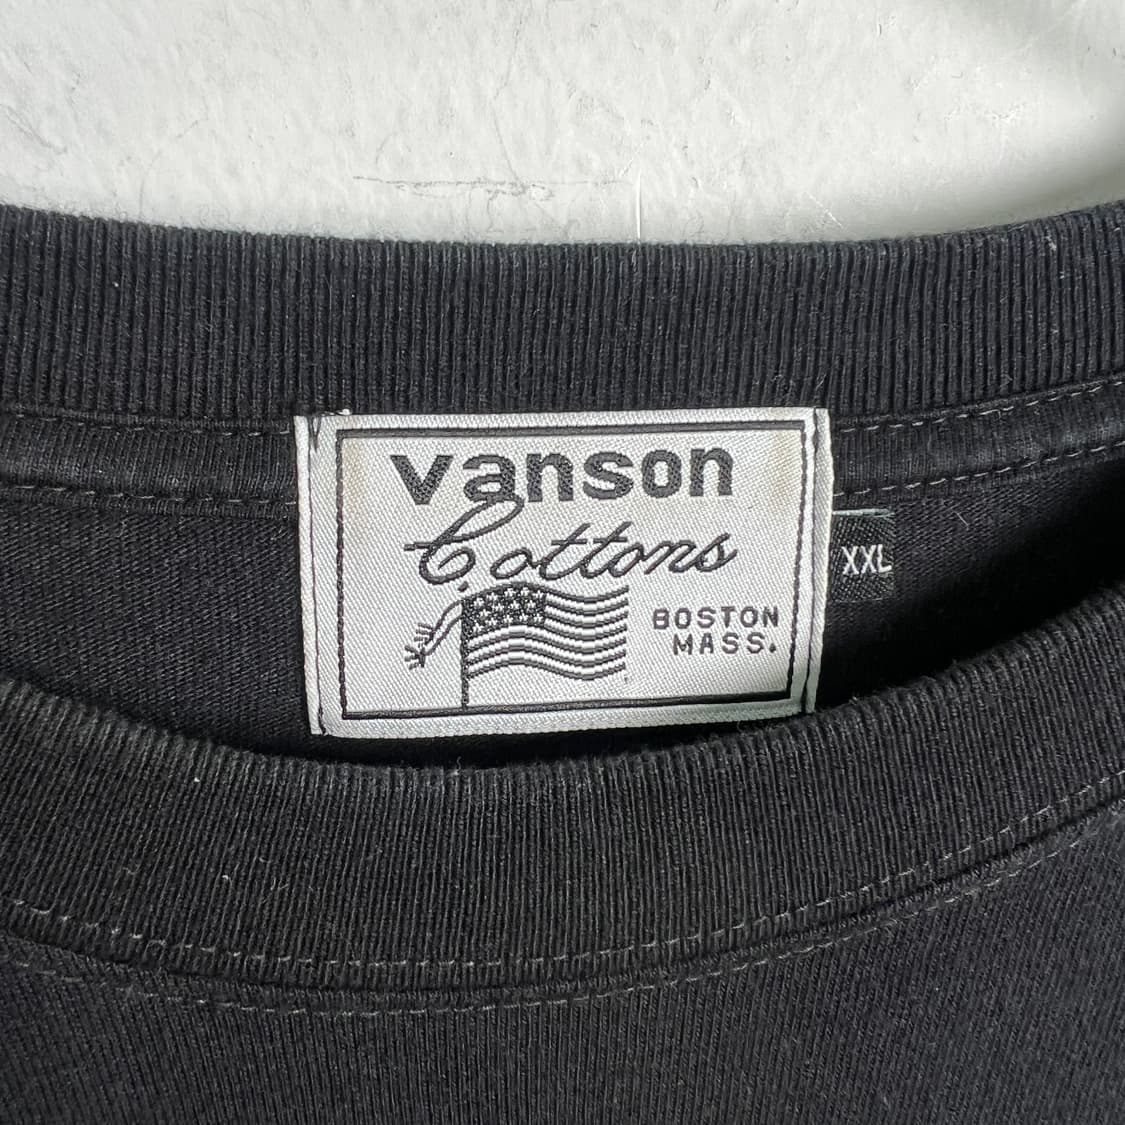 vanson
Cottons
BOSTON
MASS.
XXL